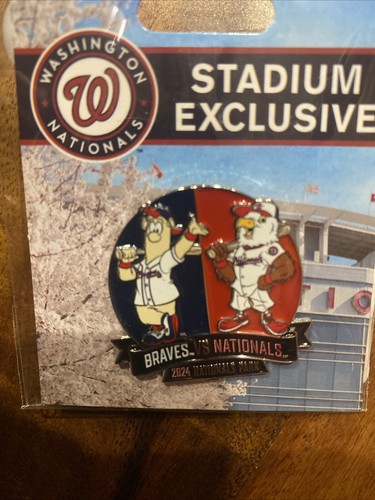 WASHINGTON
NATIONALS
W
STADIUM
EXCLUSIVE
BRAVES VS NATIONALS
2024 NATIONALS PARK